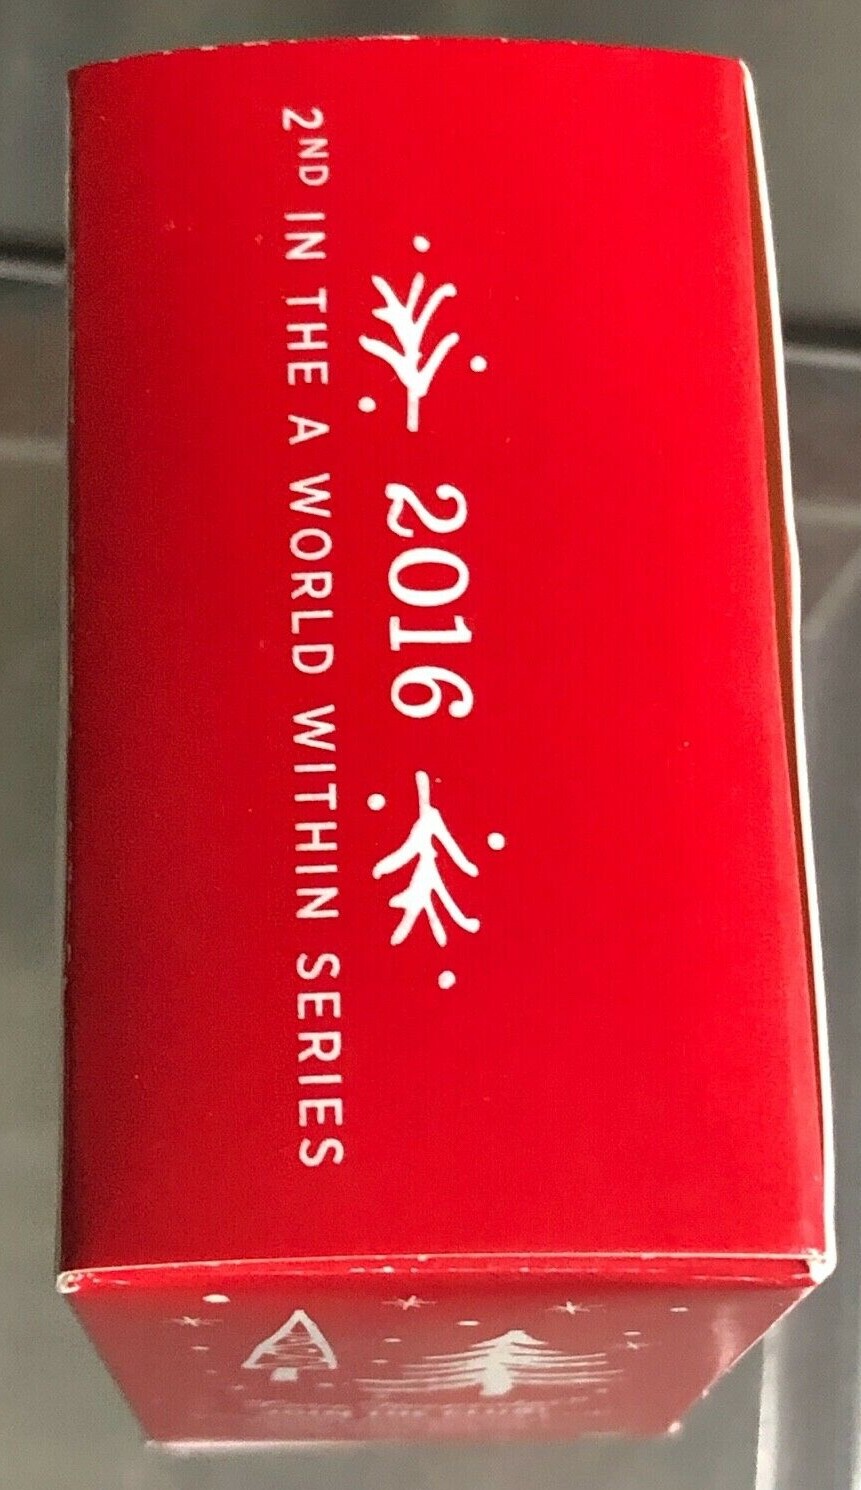 2016
2ND IN THE A WORLD WITHIN SERIES